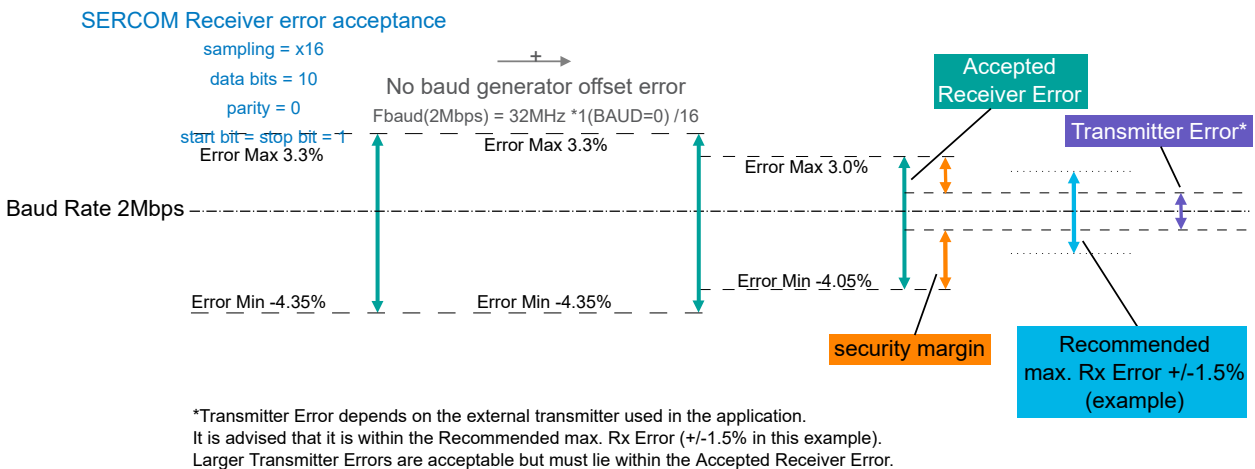 SERCOM Receiver error acceptance
sampling = x16
data bits = 10
parity = 0
start bit = stop bit = 1
+
No baud generator offset error
Fbaud(2Mbps) = 32MHz *1(BAUD=0) /16
Accepted
Receiver Error
Transmitter Error*
Error Max 3.3%
Error Max 3.3%
Error Max 3.0%
Baud Rate 2Mbps
Error Min -4.35%
Error Min -4.35%
Error Min -4.05%
security margin
Recommended
max. Rx Error +/-1.5%
(example)
*Transmitter Error depends on the external transmitter used in the application.
It is advised that it is within the Recommended max. Rx Error (+/-1.5% in this example).
Larger Transmitter Errors are acceptable but must lie within the Accepted Receiver Error.